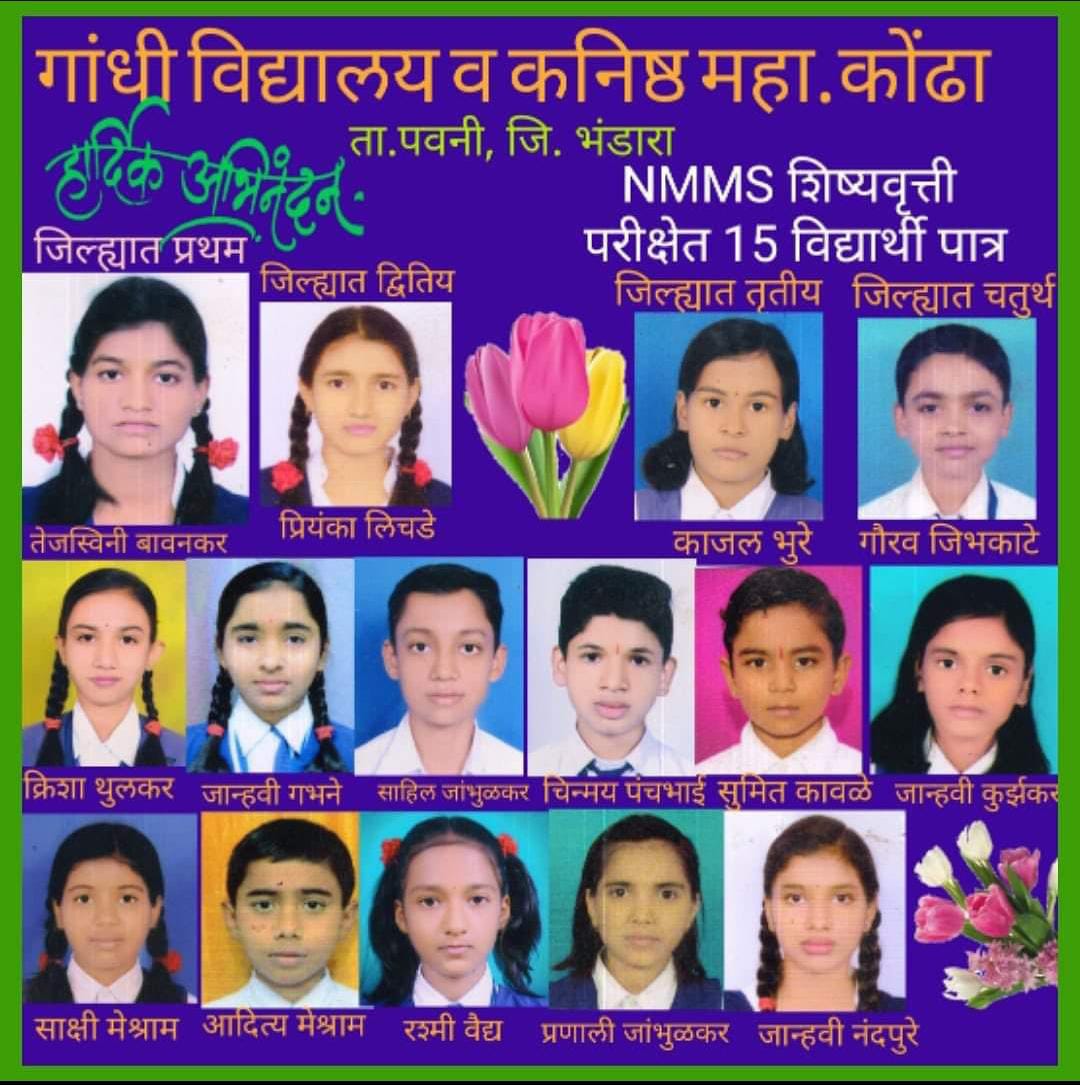 गांधी विद्यालय व कनिष्ठ महा.कोंढा
ता.पवनी, जि. भंडारा
हार्दिक अभिनंदन.
NMMS शिष्यवृत्ती
परीक्षेत 15 विद्यार्थी पात्र
जिल्ह्यात प्रथम
जिल्ह्यात द्वितिय
जिल्ह्यात तृतीय
जिल्ह्यात चतुर्थ
तेजस्विनी बावनकर
प्रियंका लिचडे
काजल भुरे
गौरव जिभकाटे
क्रिशा थुलकर
जान्हवी गभने
साहिल जांभुळकर
चिन्मय पंचभाई
सुमित कावळे
जान्हवी कुर्झकर
साक्षी मेश्राम
आदित्य मेश्राम
रश्मी वैद्य
प्रणाली जांभुळकर
जान्हवी नंदपुरे